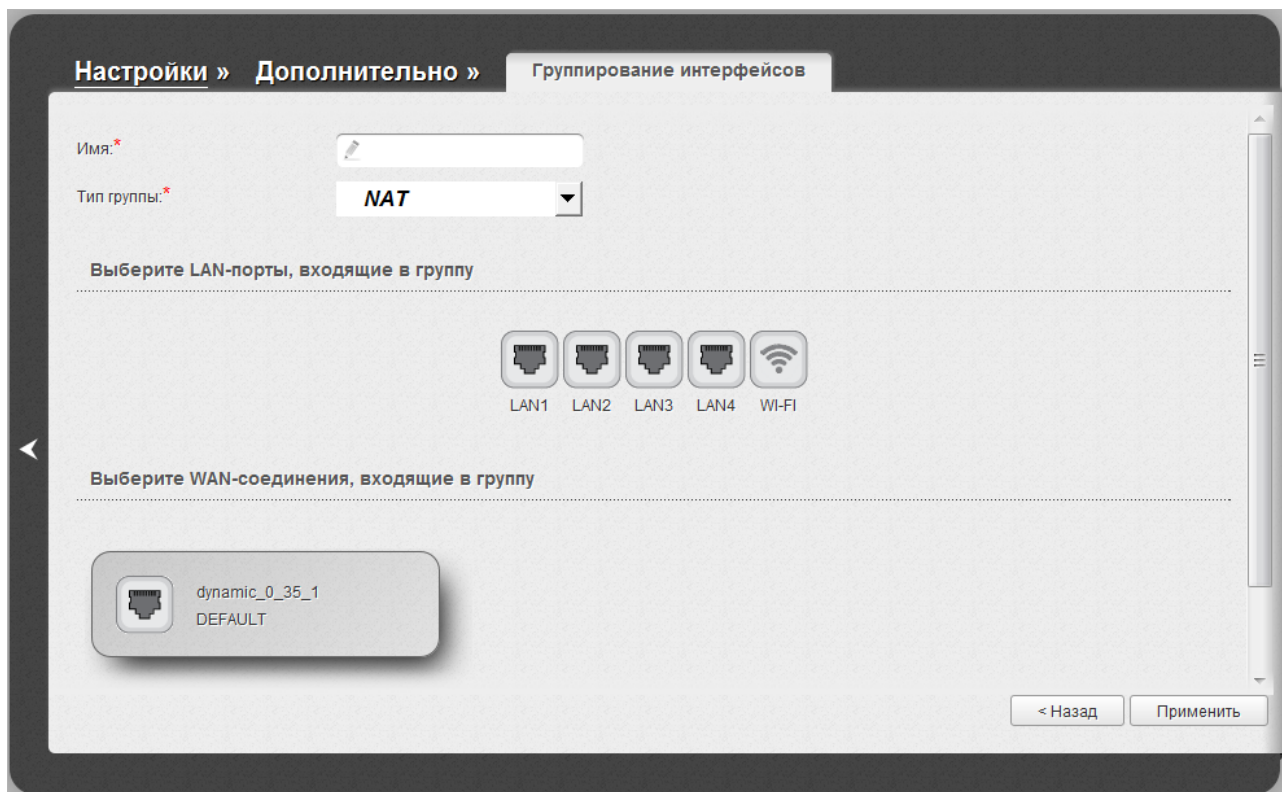 Настройки » Дополнительно » Группирование интерфейсов
Имя:*
Тип группы:* NAT
Выберите LAN-порты, входящие в группу
LAN1 LAN2 LAN3 LAN4 WI-FI
Выберите WAN-соединения, входящие в группу
dynamic_0_35_1
DEFAULT
< Назад Применить